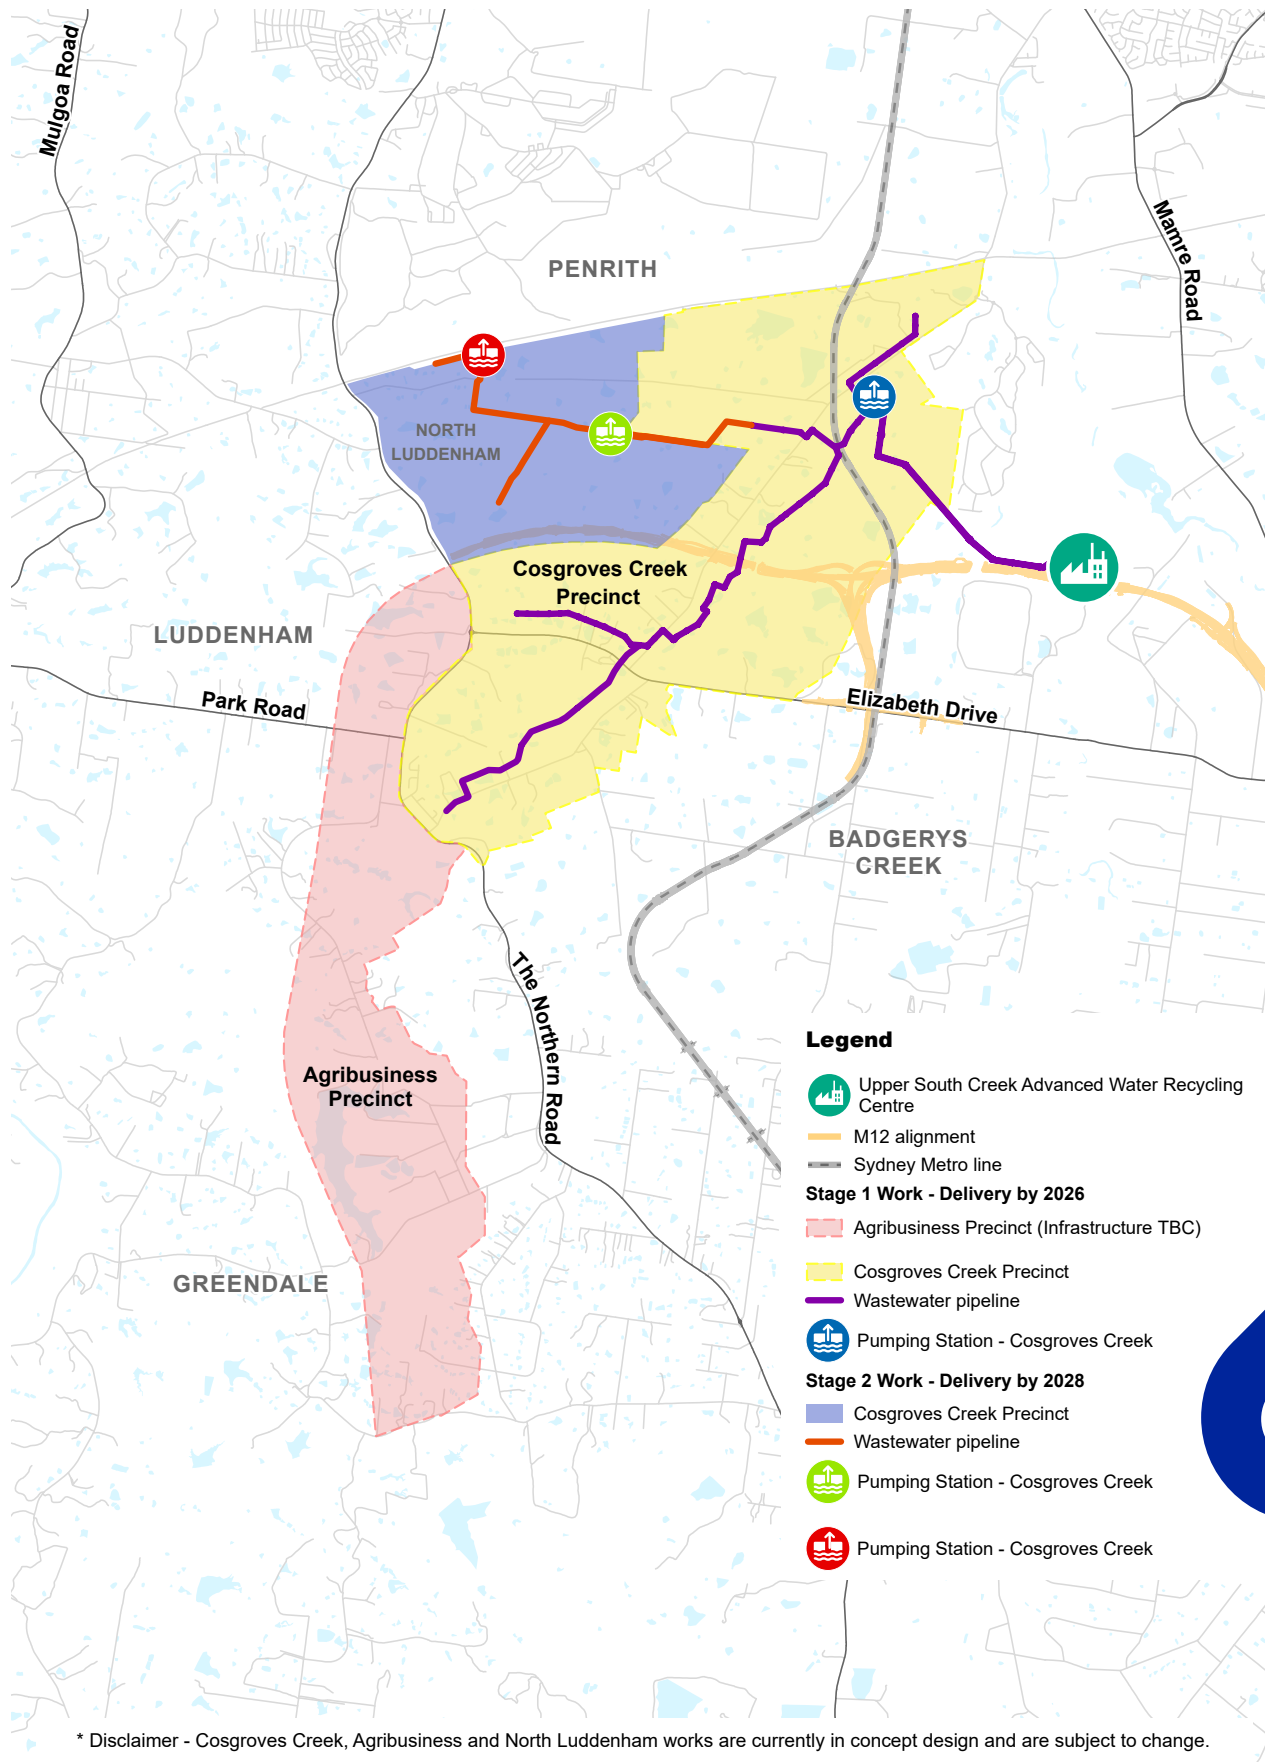 Mulgoa Road
Mamre Road
PENRITH
NORTH
LUDDENHAM
Cosgroves Creek
Precinct
LUDDENHAM
Park Road
Elizabeth Drive
BADGERYS
CREEK
The Northern Road
Agribusiness
Precinct
GREENDALE
Legend
Upper South Creek Advanced Water Recycling
Centre
M12 alignment
Sydney Metro line
Stage 1 Work - Delivery by 2026
Agribusiness Precinct (Infrastructure TBC)
Cosgroves Creek Precinct
Wastewater pipeline
Pumping Station - Cosgroves Creek
Stage 2 Work - Delivery by 2028
Cosgroves Creek Precinct
Wastewater pipeline
Pumping Station - Cosgroves Creek
Pumping Station - Cosgroves Creek
* Disclaimer - Cosgroves Creek, Agribusiness and North Luddenham works are currently in concept design and are subject to change.